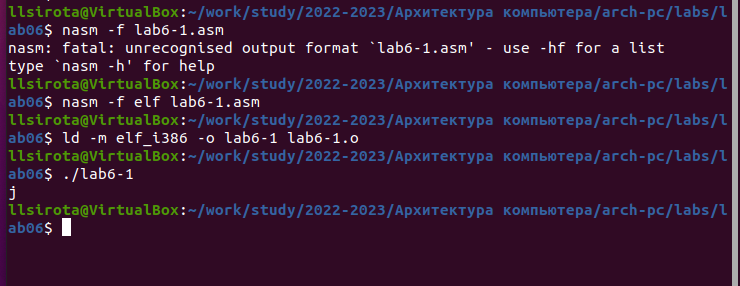 llsirota@VirtualBox:~/work/study/2022-2023/Архитектура компьютера/arch-pc/labs/l
ab06$ nasm -f lab6-1.asm
nasm: fatal: unrecognised output format `lab6-1.asm' - use -hf for a list
type `nasm -h' for help
llsirota@VirtualBox:~/work/study/2022-2023/Архитектура компьютера/arch-pc/labs/l
ab06$ nasm -f elf lab6-1.asm
llsirota@VirtualBox:~/work/study/2022-2023/Архитектура компьютера/arch-pc/labs/l
ab06$ ld -m elf_i386 -o lab6-1 lab6-1.o
llsirota@VirtualBox:~/work/study/2022-2023/Архитектура компьютера/arch-pc/labs/l
ab06$ ./lab6-1
j
llsirota@VirtualBox:~/work/study/2022-2023/Архитектура компьютера/arch-pc/labs/l
ab06$